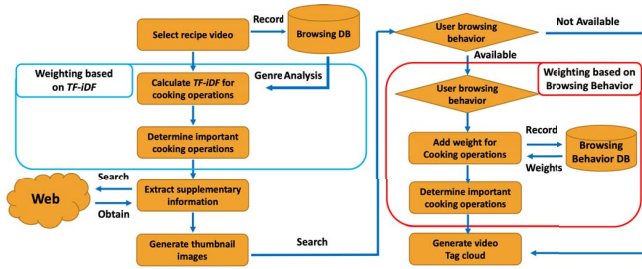 Select recipe video
Record
Browsing DB
Weighting based
on TF-iDF
Calculate TF-iDF for
cooking operations
Genre Analysis
Determine important
cooking operations
Search
Web
Obtain
Extract supplementary
information
Generate thumbnail
images
Search
User browsing
behavior
Not Available
Available
Weighting based on
Browsing Behavior
User browsing
behavior
Add weight for
Cooking operations
Record
Weights
Browsing
Behavior DB
Determine important
cooking operations
Generate video
Tag cloud